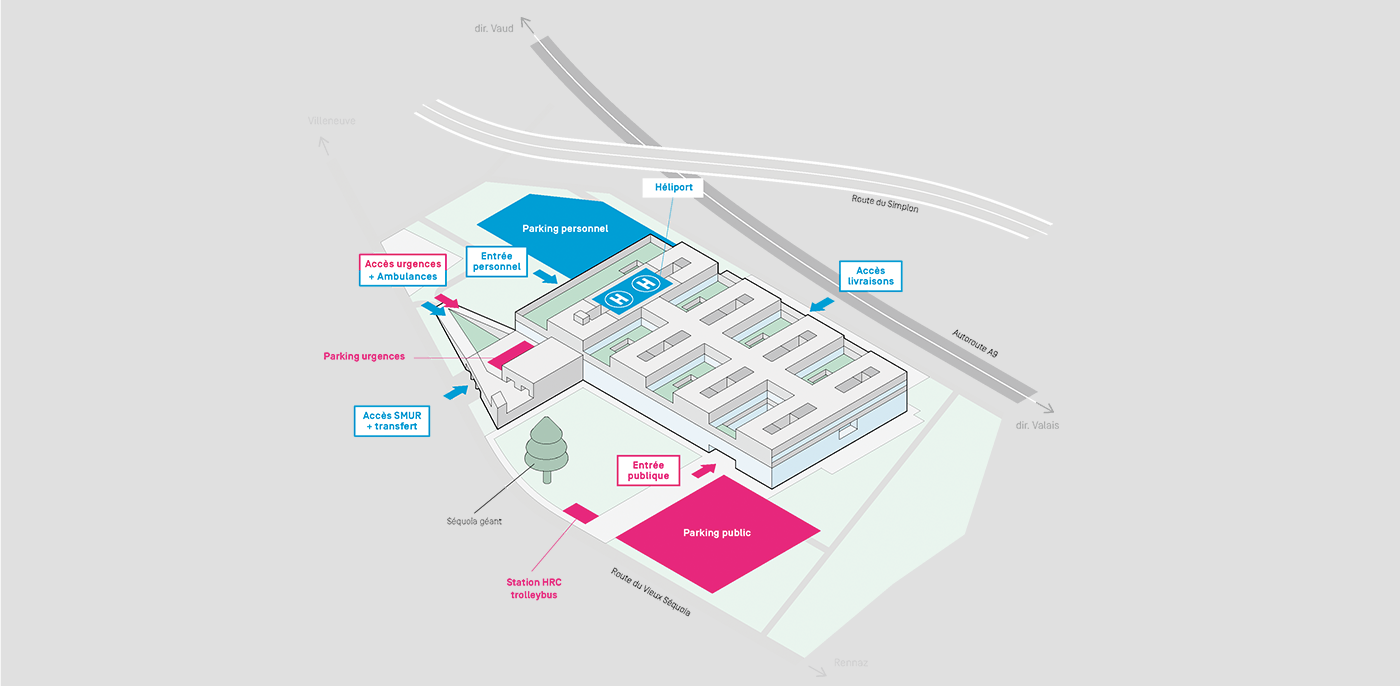 dir. Vaud
Villeneuve
Héliport
Route du Simplon
Parking personnel
Entrée
personnel
Accès urgences
+ Ambulances
Accès
livraisons
H H
Autoroute A9
Parking urgences
Accès SMUR
+ transfert
dir. Valais
Entrée
publique
Séquoia géant
Parking public
Station HRC
trolleybus
Route du Vieux Séquoia
Rennaz